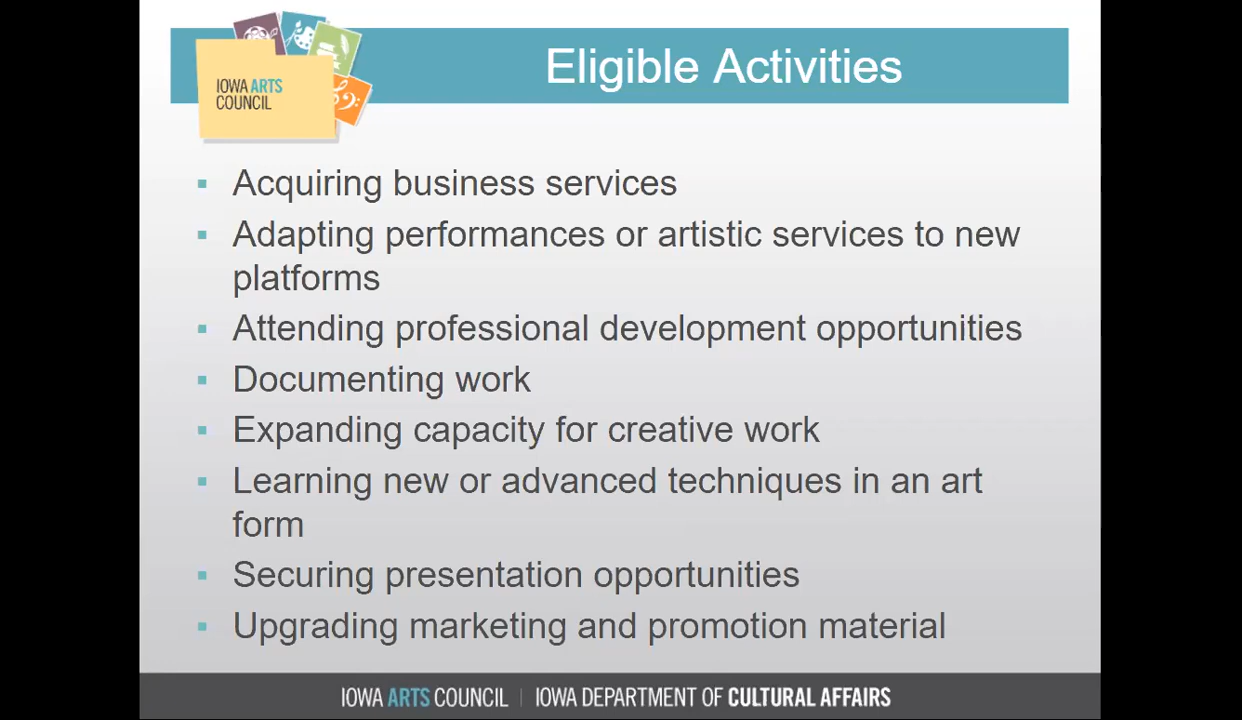 Eligible Activities
IOWA ARTS
COUNCIL
▪ Acquiring business services
▪ Adapting performances or artistic services to new
platforms
▪ Attending professional development opportunities
▪ Documenting work
▪ Expanding capacity for creative work
▪ Learning new or advanced techniques in an art
form
▪ Securing presentation opportunities
▪ Upgrading marketing and promotion material
IOWA ARTS COUNCIL | IOWA DEPARTMENT OF CULTURAL AFFAIRS